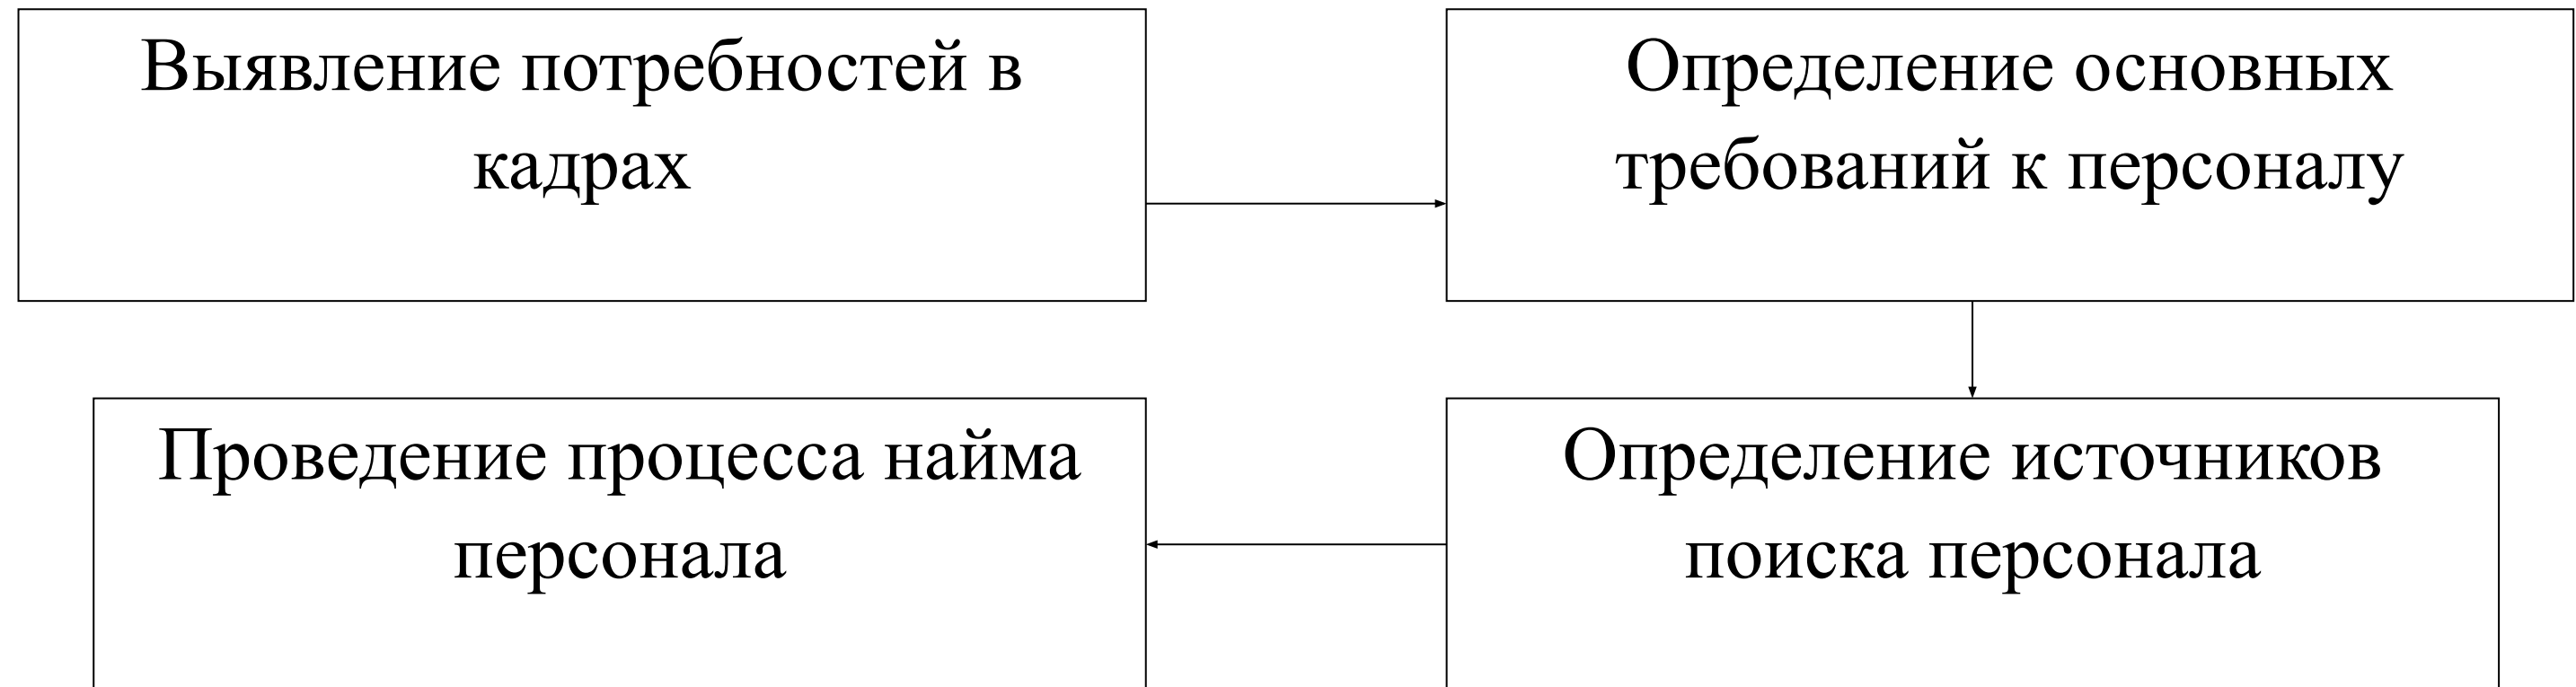 Выявление потребностей в
кадрах
Определение основных
требований к персоналу
Проведение процесса найма
персонала
Определение источников
поиска персонала